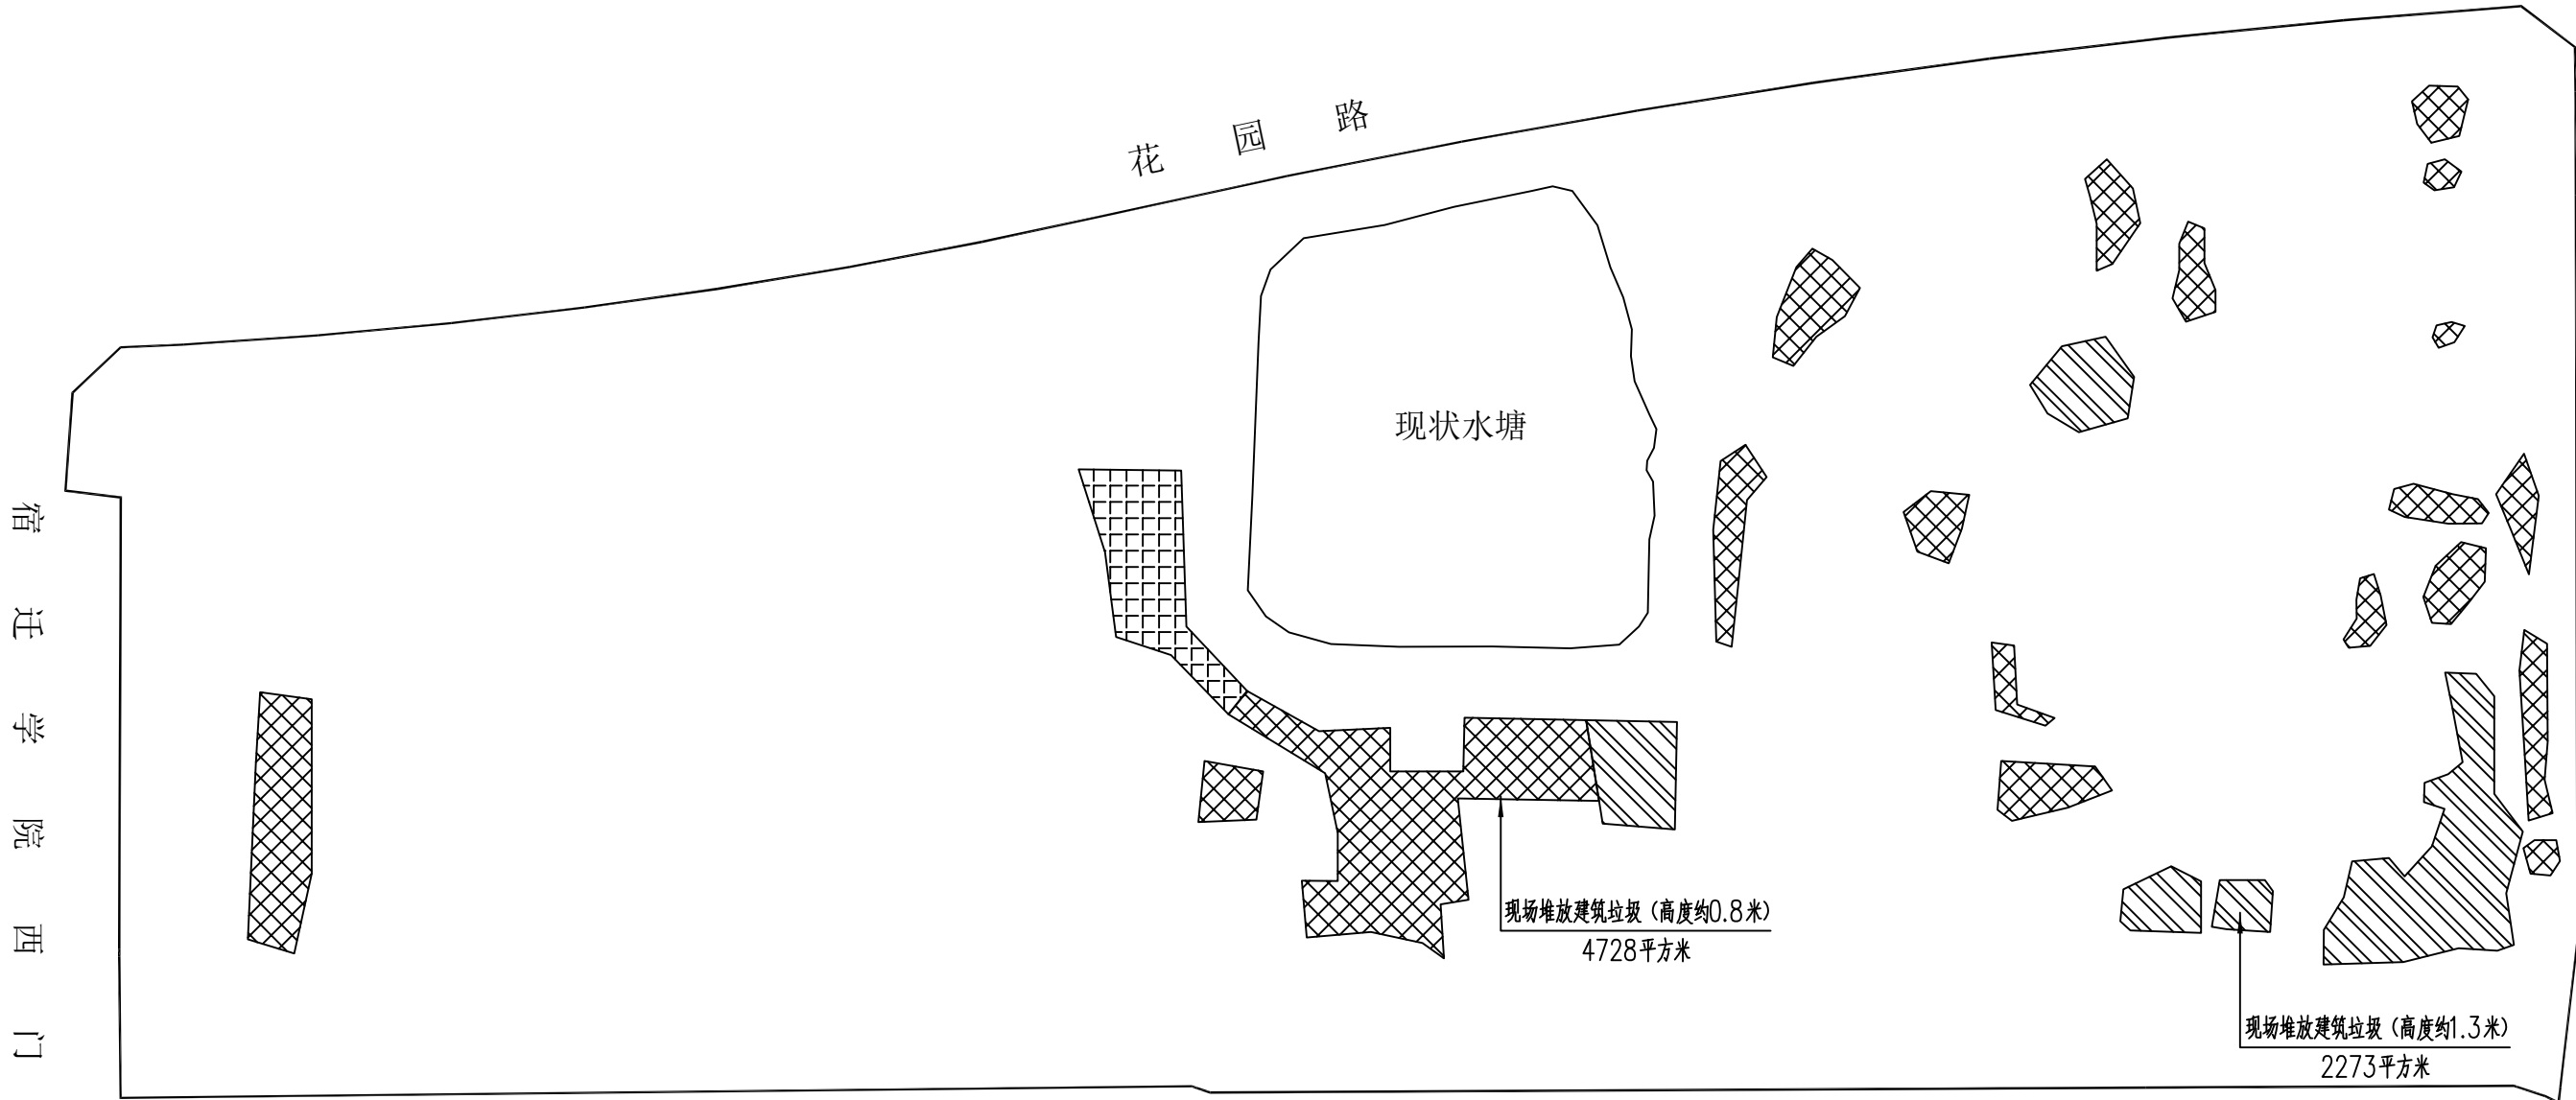 花园路
现状水塘
宿迁学院西门
现场堆放建筑垃圾（高度约0.8米）
4728平方米
现场堆放建筑垃圾（高度约1.3米）
2273平方米